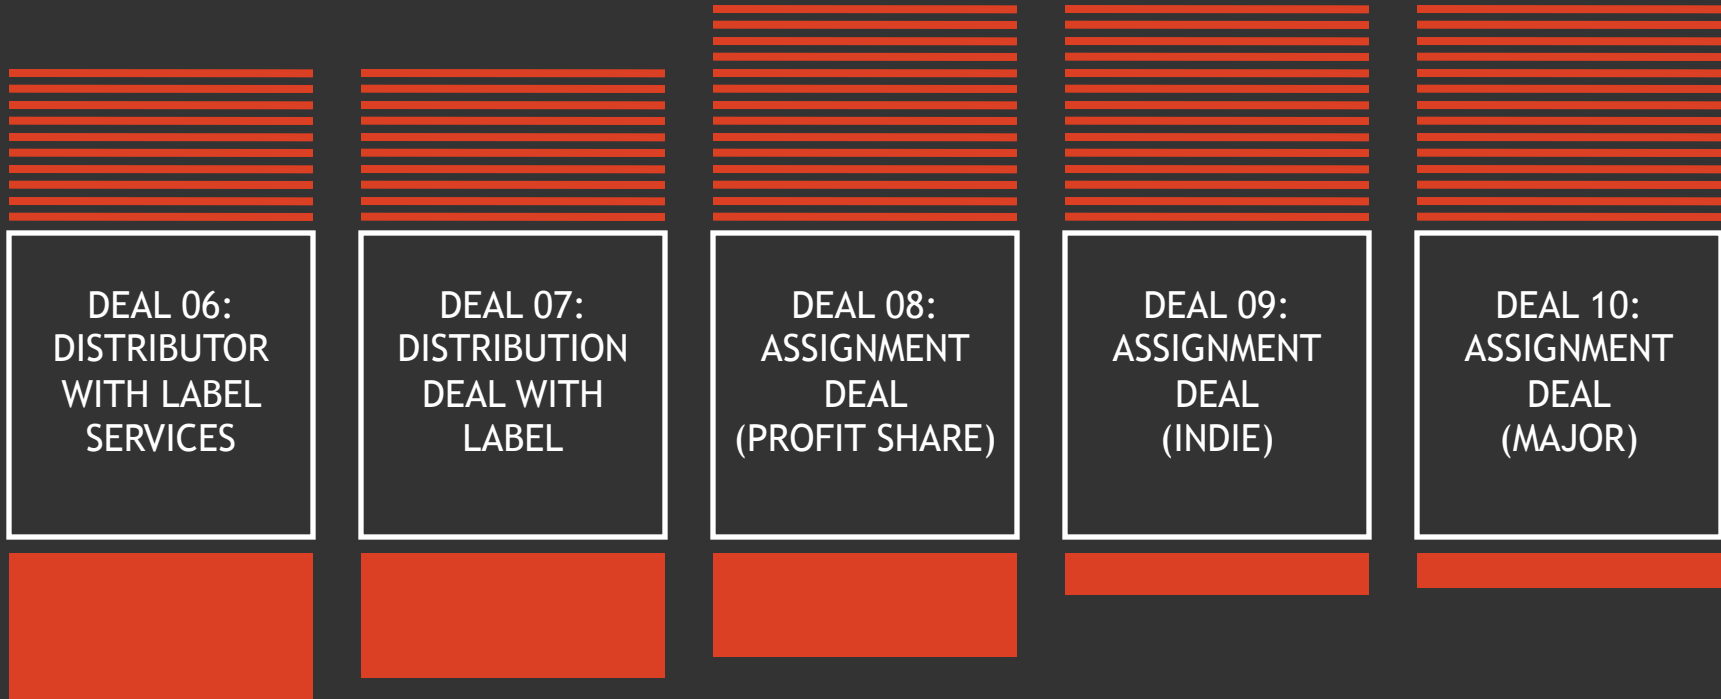 DEAL 06:
DISTRIBUTOR
WITH LABEL
SERVICES
DEAL 07:
DISTRIBUTION
DEAL WITH
LABEL
DEAL 08:
ASSIGNMENT
DEAL
(PROFIT SHARE)
DEAL 09:
ASSIGNMENT
DEAL
(INDIE)
DEAL 10:
ASSIGNMENT
DEAL
(MAJOR)